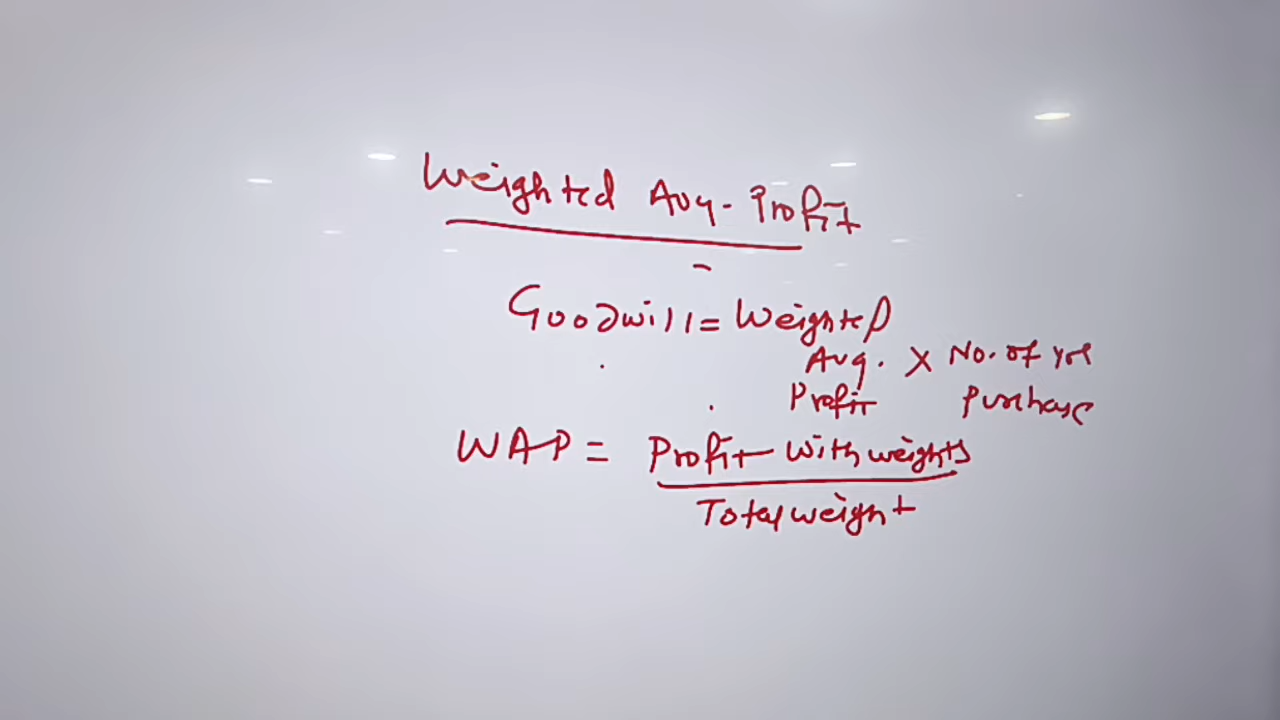 Weighted Avg. Profit
Goodwill = Weighted
Avg. X No. of yrs
Profit Purchase
WAP = Profit with weights
Total weight